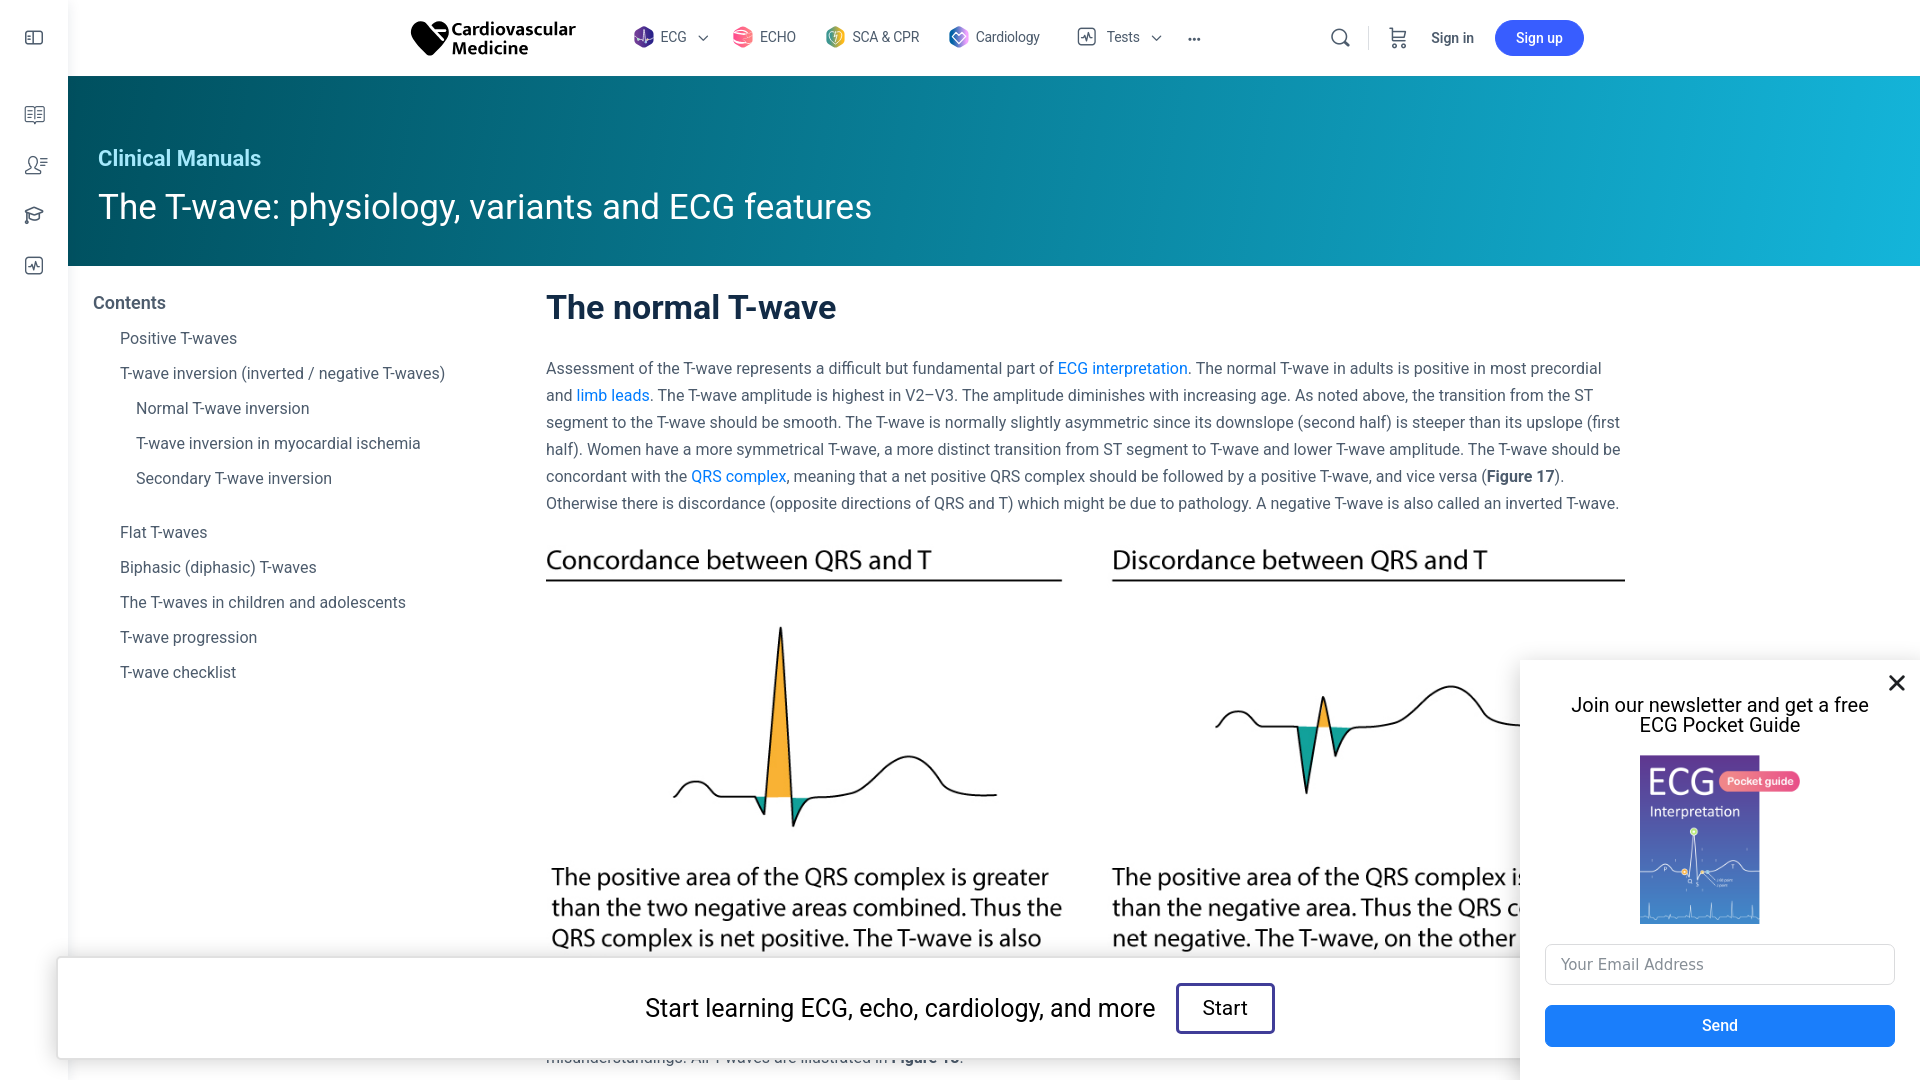 Cardiovascular
Medicine
ECG
ECHO
SCA & CPR
Cardiology
Tests
Sign in
Sign up
Clinical Manuals
The T-wave: physiology, variants and ECG features
Contents
Positive T-waves
T-wave inversion (inverted / negative T-waves)
Normal T-wave inversion
T-wave inversion in myocardial ischemia
Secondary T-wave inversion
Flat T-waves
Biphasic (diphasic) T-waves
The T-waves in children and adolescents
T-wave progression
T-wave checklist
The normal T-wave
Assessment of the T-wave represents a difficult but fundamental part of ECG interpretation. The normal T-wave in adults is positive in most precordial
and limb leads. The T-wave amplitude is highest in V2–V3. The amplitude diminishes with increasing age. As noted above, the transition from the ST
segment to the T-wave should be smooth. The T-wave is normally slightly asymmetric since its downslope (second half) is steeper than its upslope (first
half). Women have a more symmetrical T-wave, a more distinct transition from ST segment to T-wave and lower T-wave amplitude. The T-wave should be
concordant with the QRS complex, meaning that a net positive QRS complex should be followed by a positive T-wave, and vice versa (Figure 17).
Otherwise there is discordance (opposite directions of QRS and T) which might be due to pathology. A negative T-wave is also called an inverted T-wave.
Concordance between QRS and T
Discordance between QRS and T
The positive area of the QRS complex is greater
than the two negative areas combined. Thus the
QRS complex is net positive. The T-wave is also
The positive area of the QRS complex
than the negative area. Thus the QRS
net negative. The T-wave, on the other
Start learning ECG, echo, cardiology, and more
Start
Join our newsletter and get a free
ECG Pocket Guide
ECG
Pocket guide
Interpretation
Your Email Address
Send